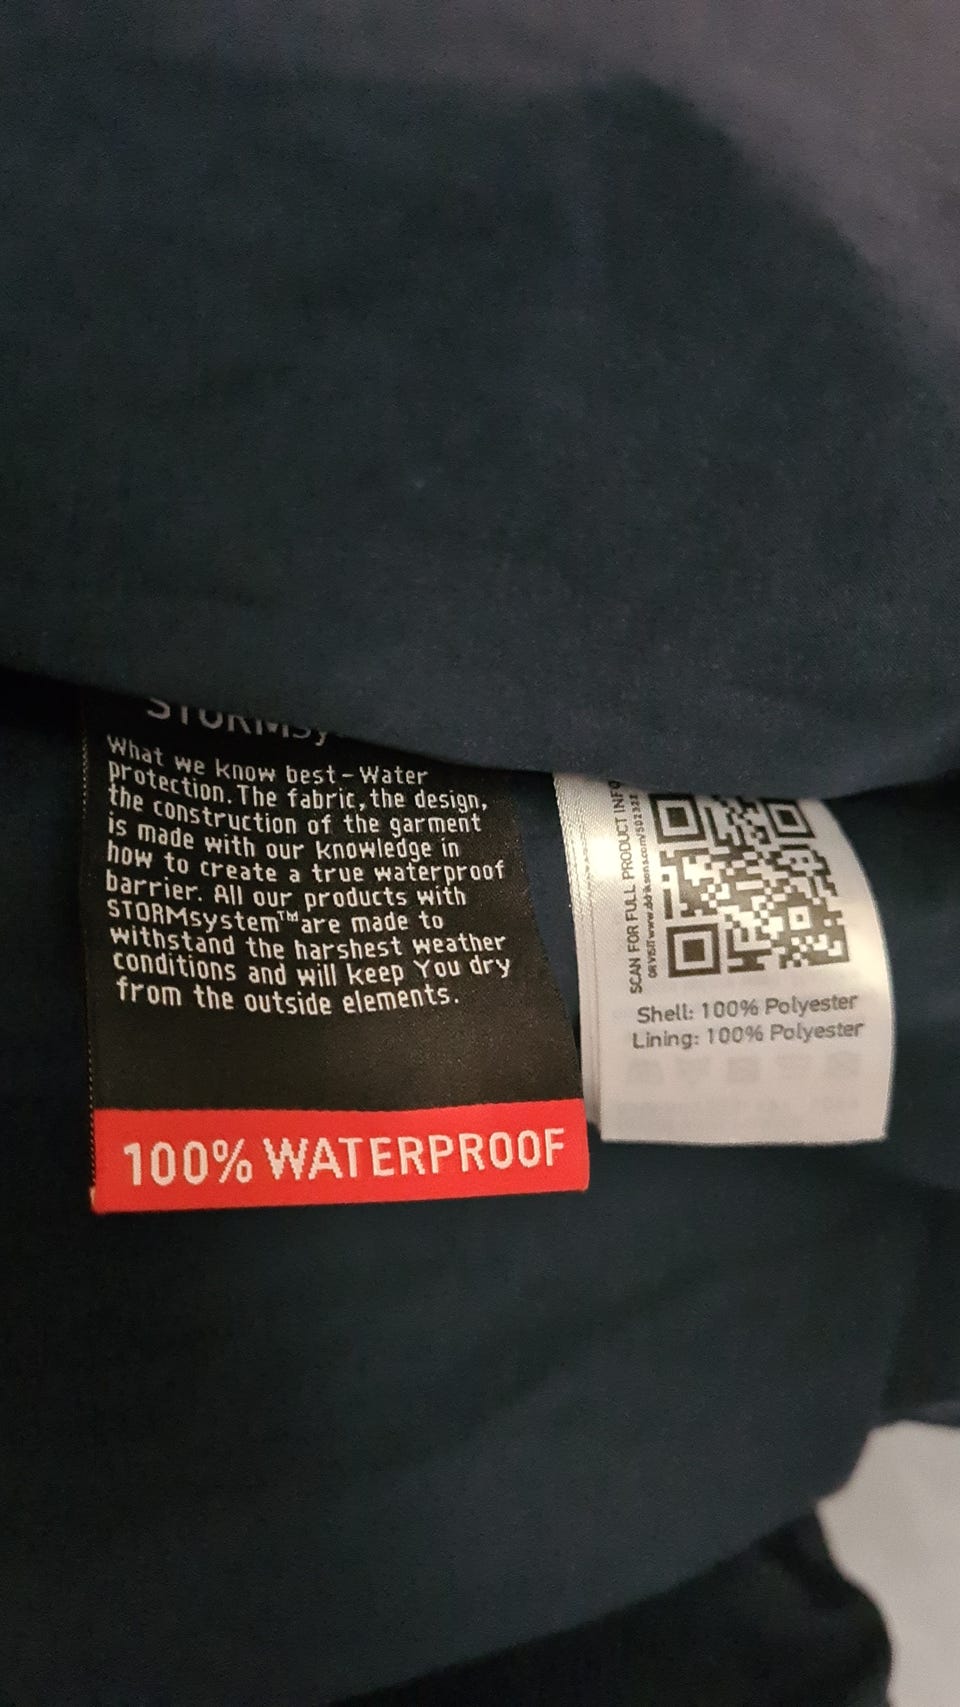 STORMsy
What we know best – Water
protection. The fabric, the design,
the construction of the garment
is made with our knowledge in
how to create a true waterproof
barrier. All our products with
STORMsystem™ are made to
withstand the harshest weather
conditions and will keep You dry
from the outside elements.
100% WATERPROOF
SCAN FOR FULL PRODUCT INFO
OR VISIT
Shell: 100% Polyester
Lining: 100% Polyester